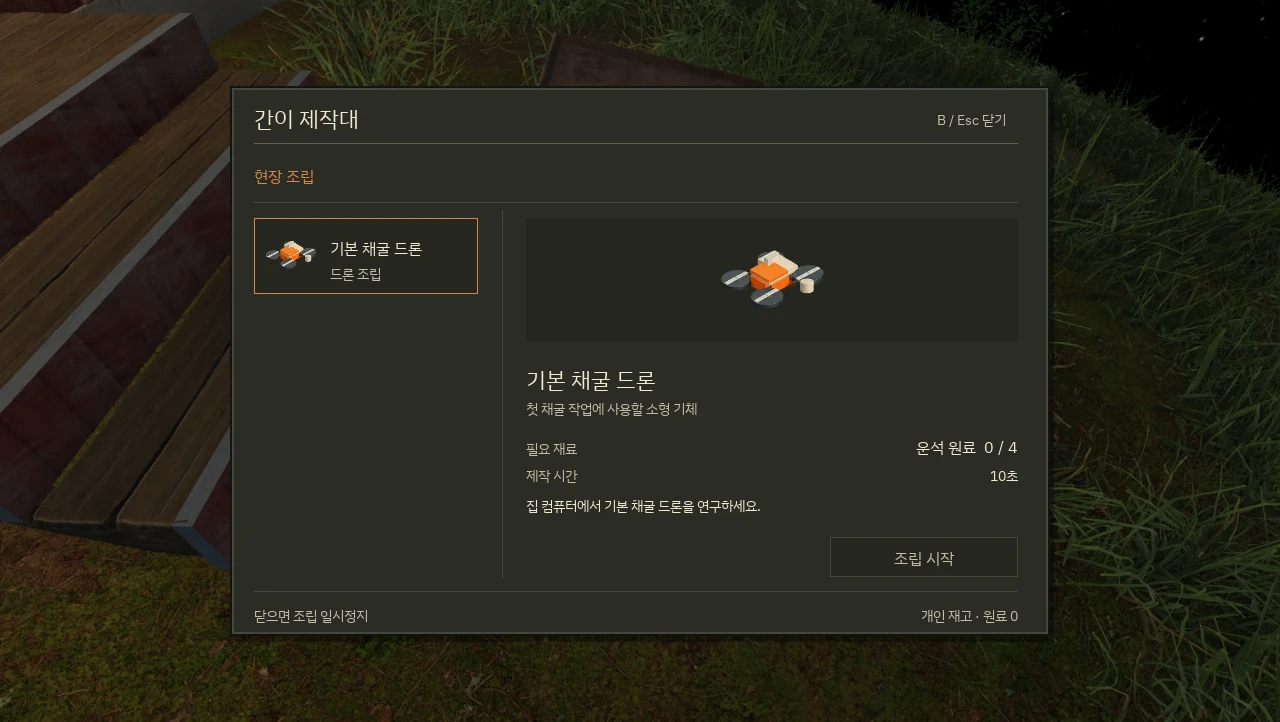 간이 제작대
B / Esc 닫기
현장 조립
기본 채굴 드론
드론 조립
기본 채굴 드론
첫 채굴 작업에 사용할 소형 기체
필요 재료
운석 원료 0 / 4
제작 시간
10초
집 컴퓨터에서 기본 채굴 드론을 연구하세요.
조립 시작
닫으면 조립 일시정지
개인 재고 · 원료 0